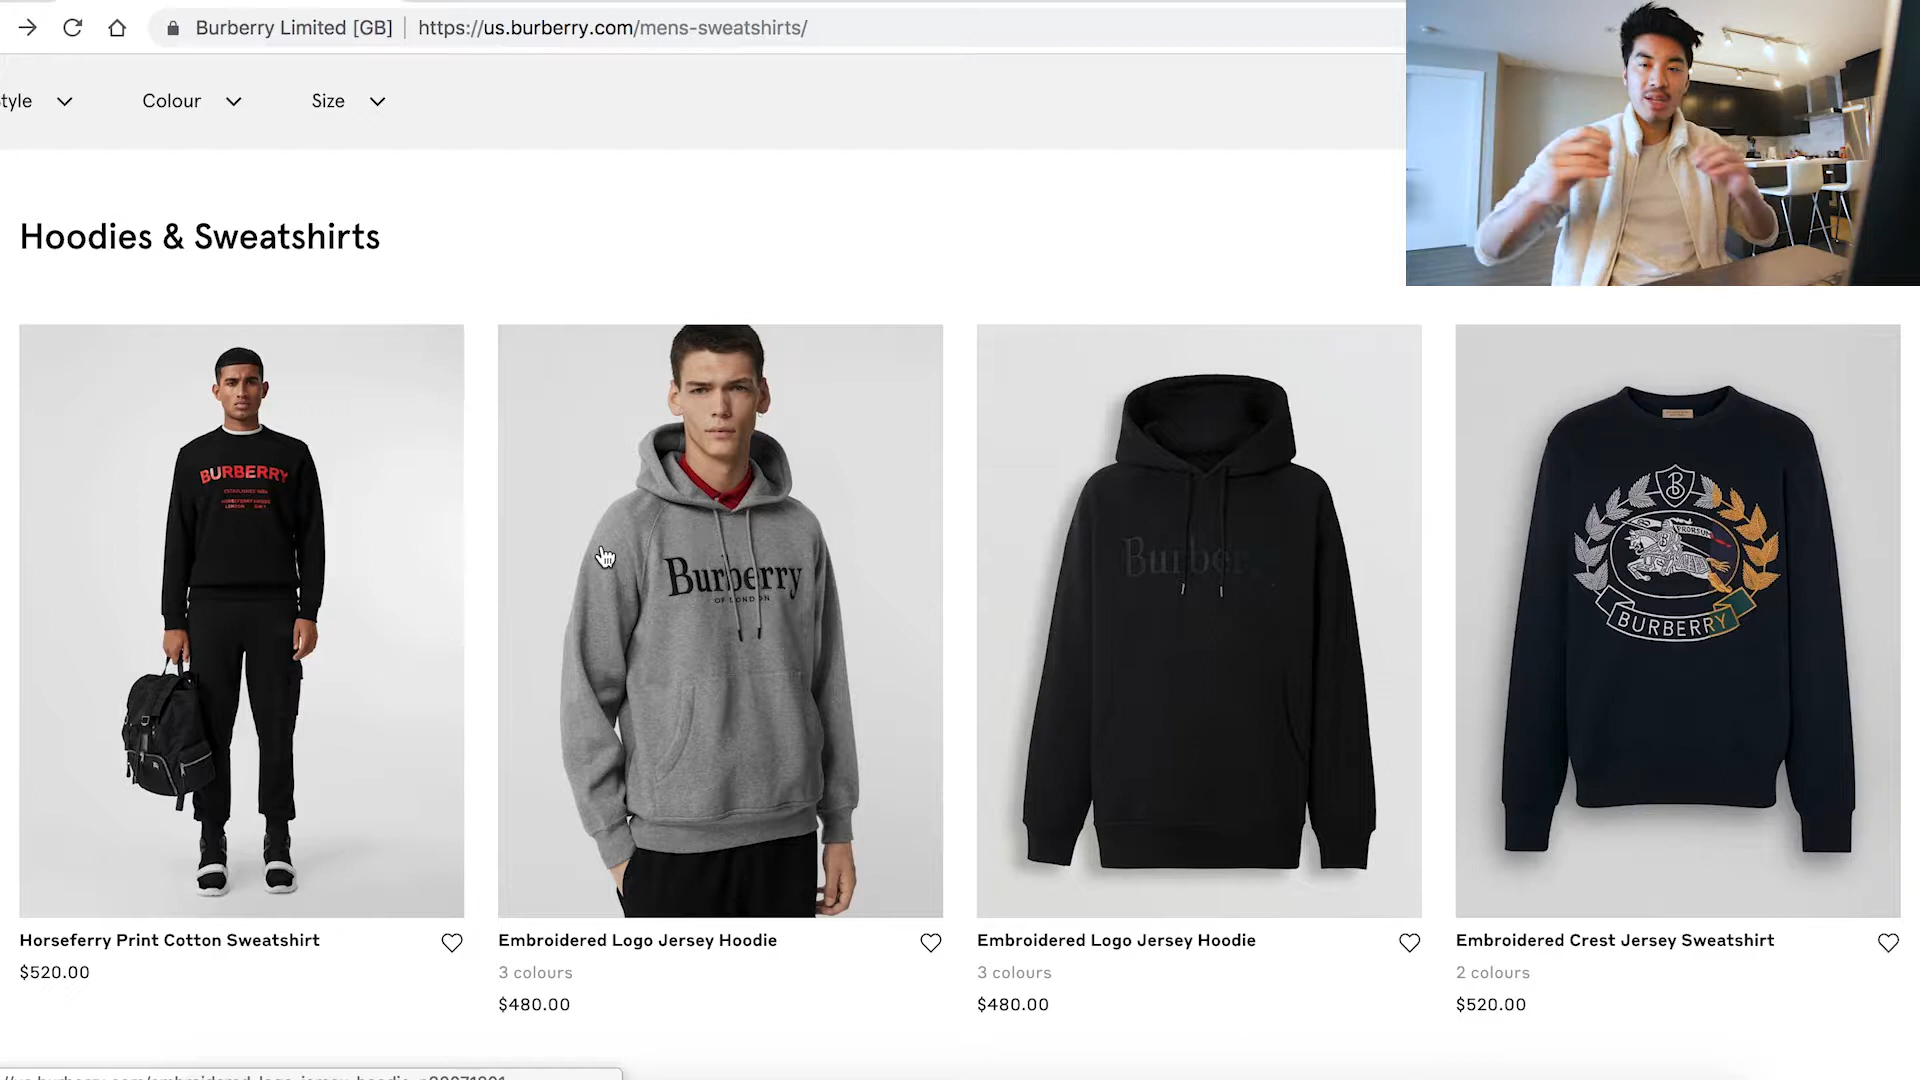 Burberry Limited [GB] | https://us.burberry.com/mens-sweatshirts/
tyle
Colour
Size
Hoodies & Sweatshirts
BURBERRY
Burberry
OF LONDON
Burber
B
PRORSUM
BURBERRY
Horseferry Print Cotton Sweatshirt
$520.00
Embroidered Logo Jersey Hoodie
3 colours
$480.00
Embroidered Logo Jersey Hoodie
3 colours
$480.00
Embroidered Crest Jersey Sweatshirt
2 colours
$520.00